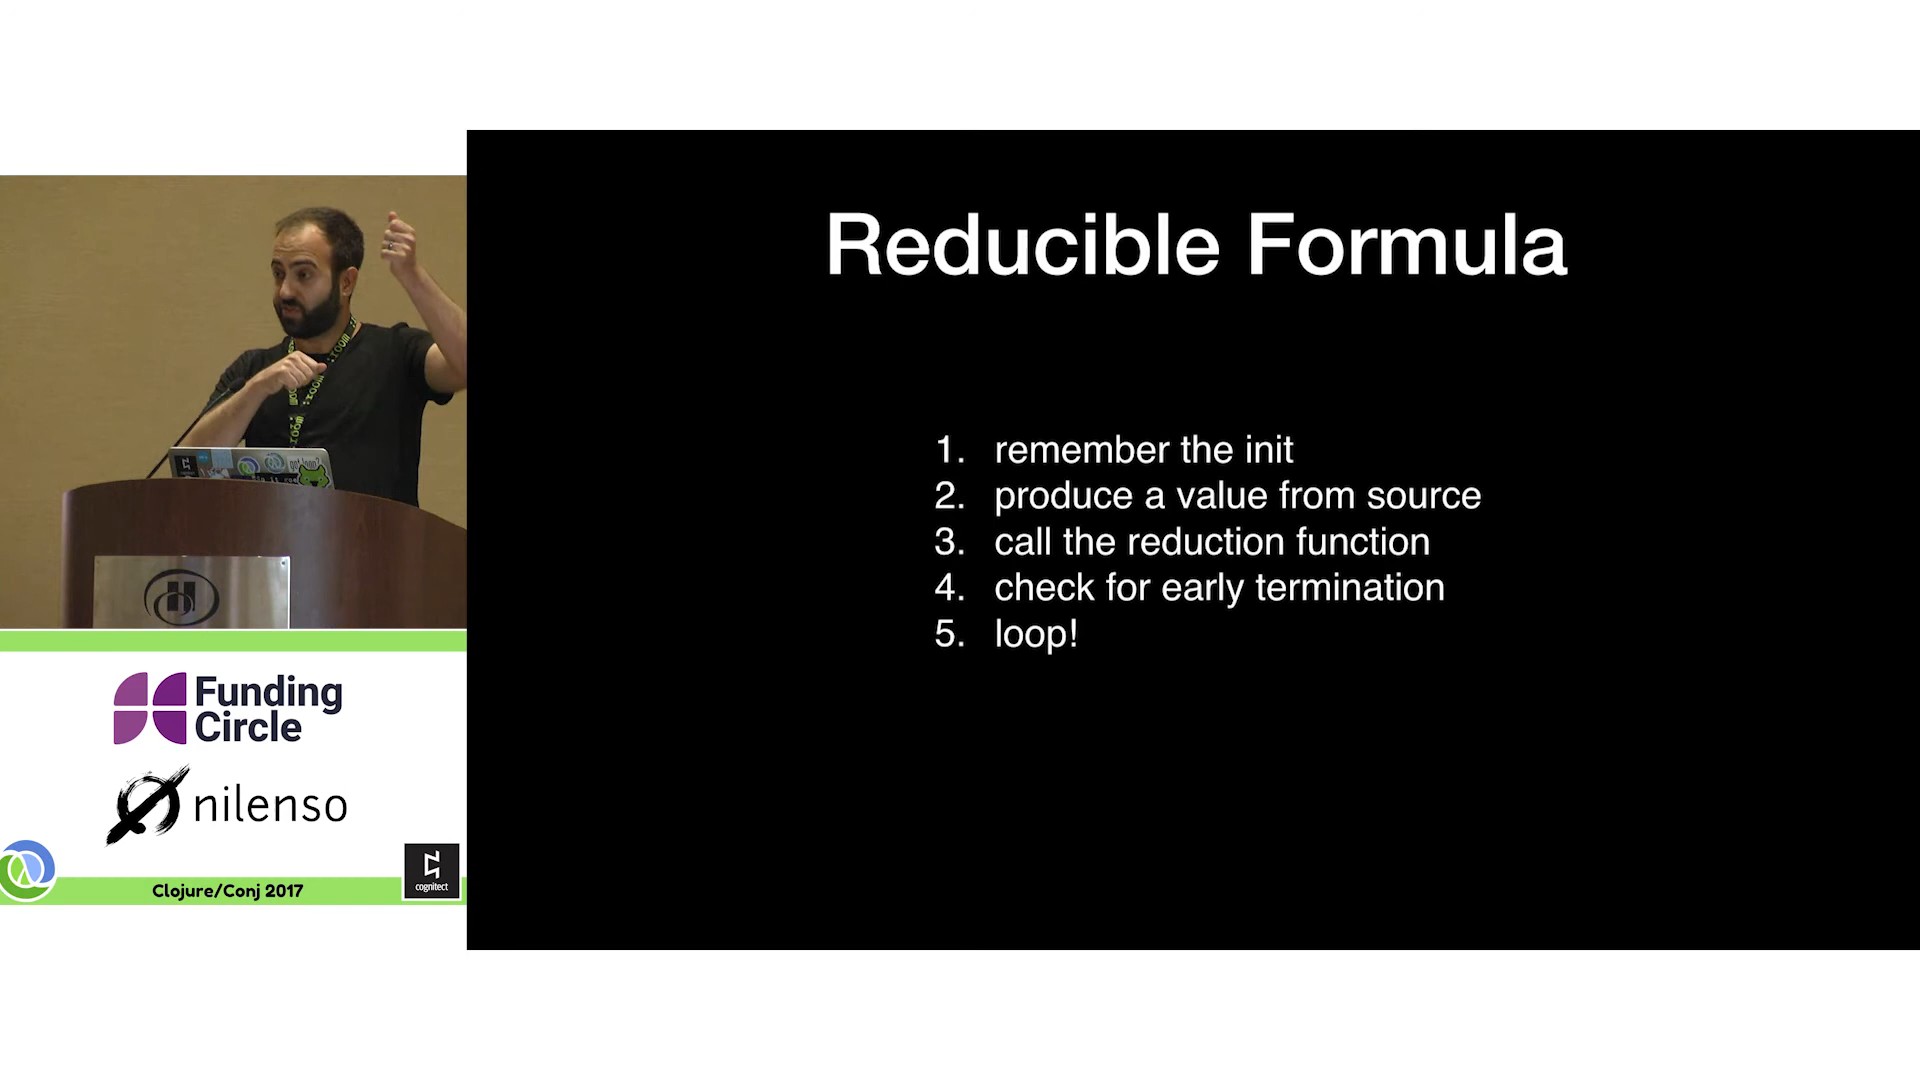 Reducible Formula
1. remember the init
2. produce a value from source
3. call the reduction function
4. check for early termination
5. loop!
Funding
Circle
nilenso
cognitect
Clojure/Conj 2017